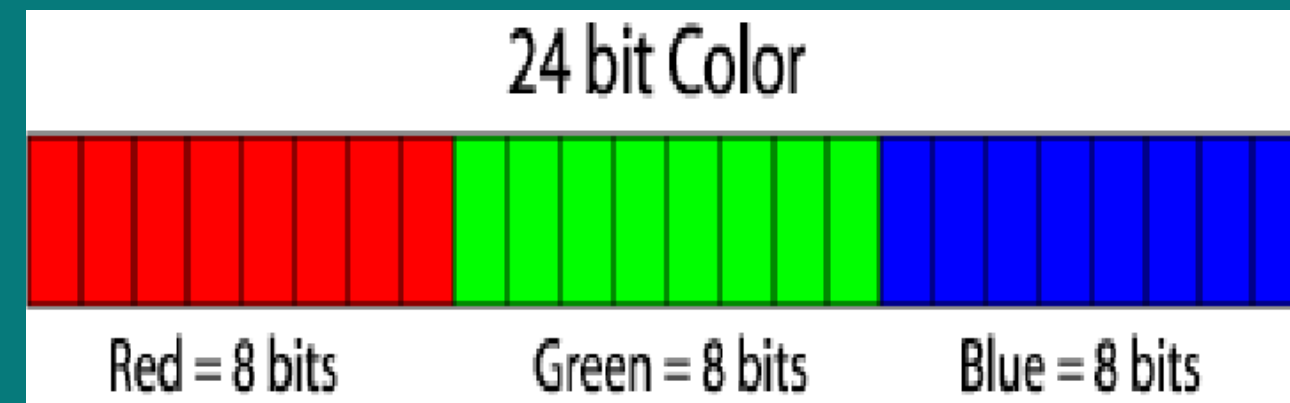 24 bit Color
Red = 8 bits
Green = 8 bits
Blue = 8 bits